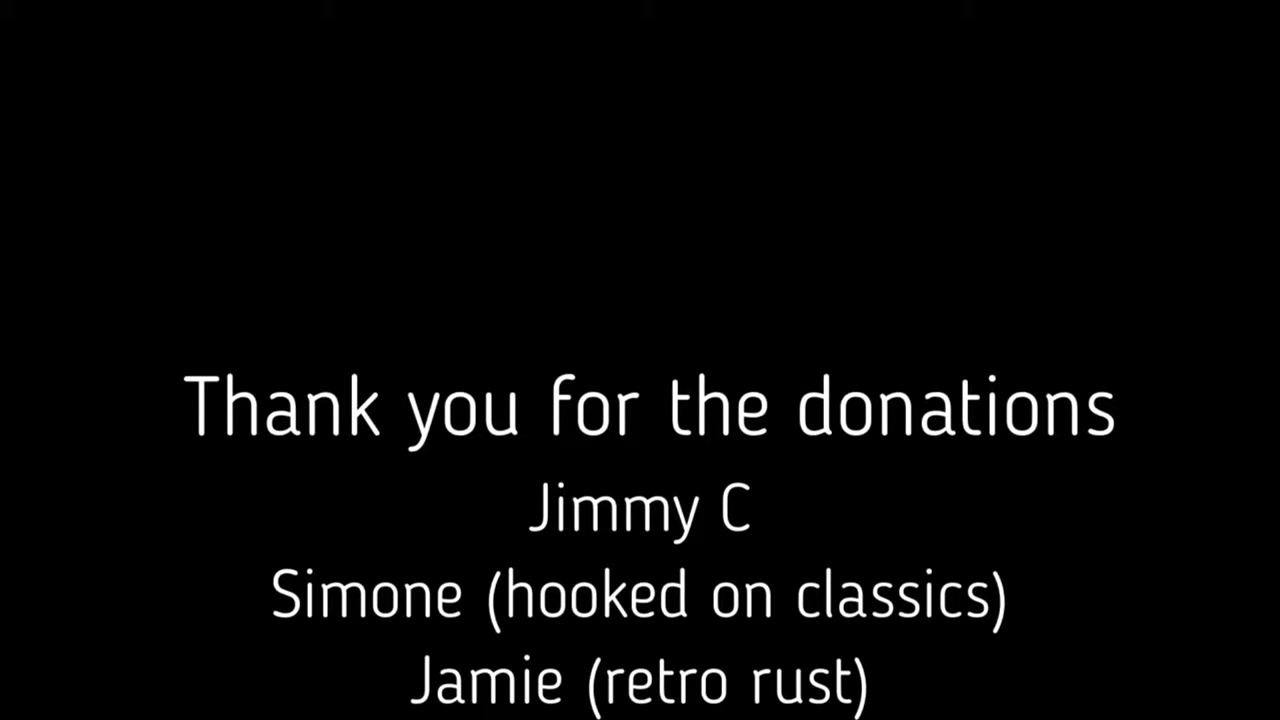 Thank you for the donations
Jimmy C
Simone (hooked on classics)
Jamie (retro rust)